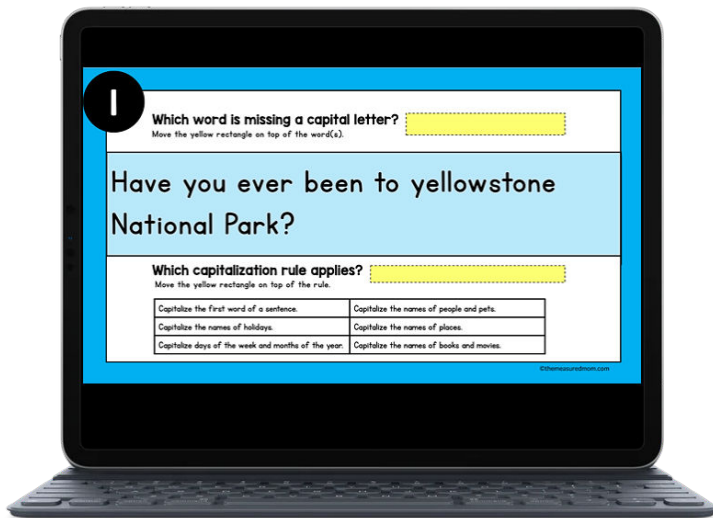 1
Which word is missing a capital letter?
Move the yellow rectangle on top of the word(s).
Have you ever been to yellowstone
National Park?
Which capitalization rule applies?
Move the yellow rectangle on top of the rule.
Capitalize the first word of a sentence. Capitalize the names of people and pets.
Capitalize the names of holidays. Capitalize the names of places.
Capitalize days of the week and months of the year. Capitalize the names of books and movies.
©themeasuredmom.com